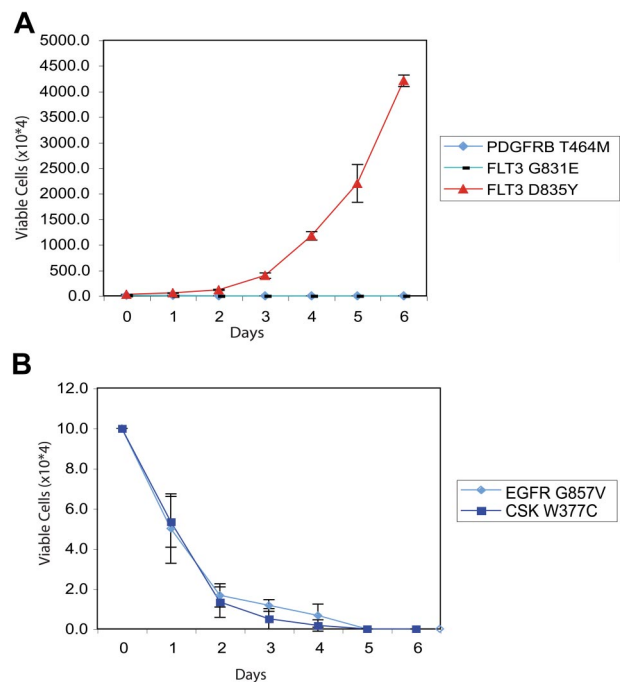 A
5000.0
4500.0
4000.0
3500.0
3000.0
2500.0
2000.0
1500.0
1000.0
500.0
0.0
Viable Cells (x10*4)
0 1 2 3 4 5 6
Days
PDGFRB T464M
FLT3 G831E
FLT3 D835Y
B
12.0
10.0
8.0
6.0
4.0
2.0
0.0
Viable Cells (x10*4)
0 1 2 3 4 5 6
Days
EGFR G857V
CSK W377C